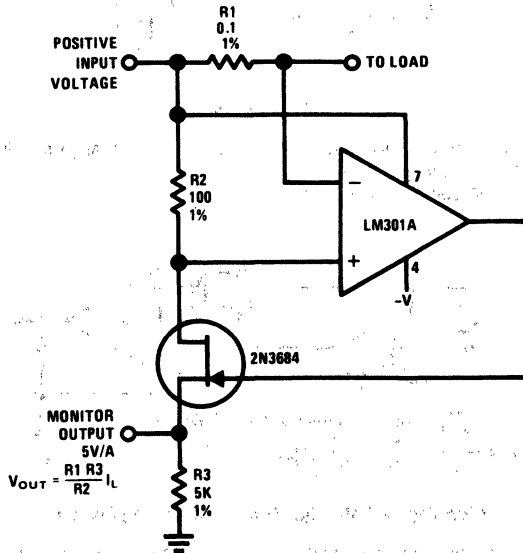 R1
0.1
1%
POSITIVE
INPUT
VOLTAGE
TO LOAD
R2
100
1%
−
7
LM301A
+
4
-V
2N3684
MONITOR
OUTPUT
5V/A
VOUT = R1 R3 / R2 IL
R3
5K
1%